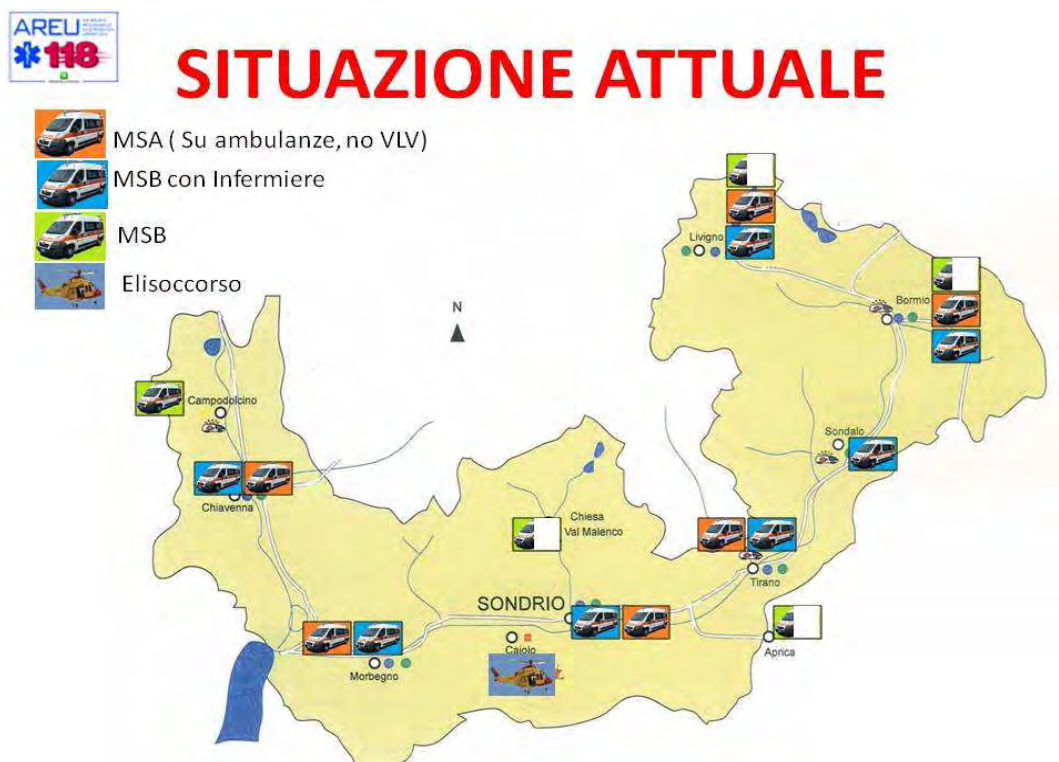 AREU
118
SITUAZIONE ATTUALE
MSA ( Su ambulanze, no VLV)
MSB con Infermiere
MSB
Elisoccorso
N
Livigno
Bormio
Campodolcino
Sondalo
Chiavenna
Chiesa
Val Malenco
Tirano
SONDRIO
Caiolo
Aprica
Morbegno